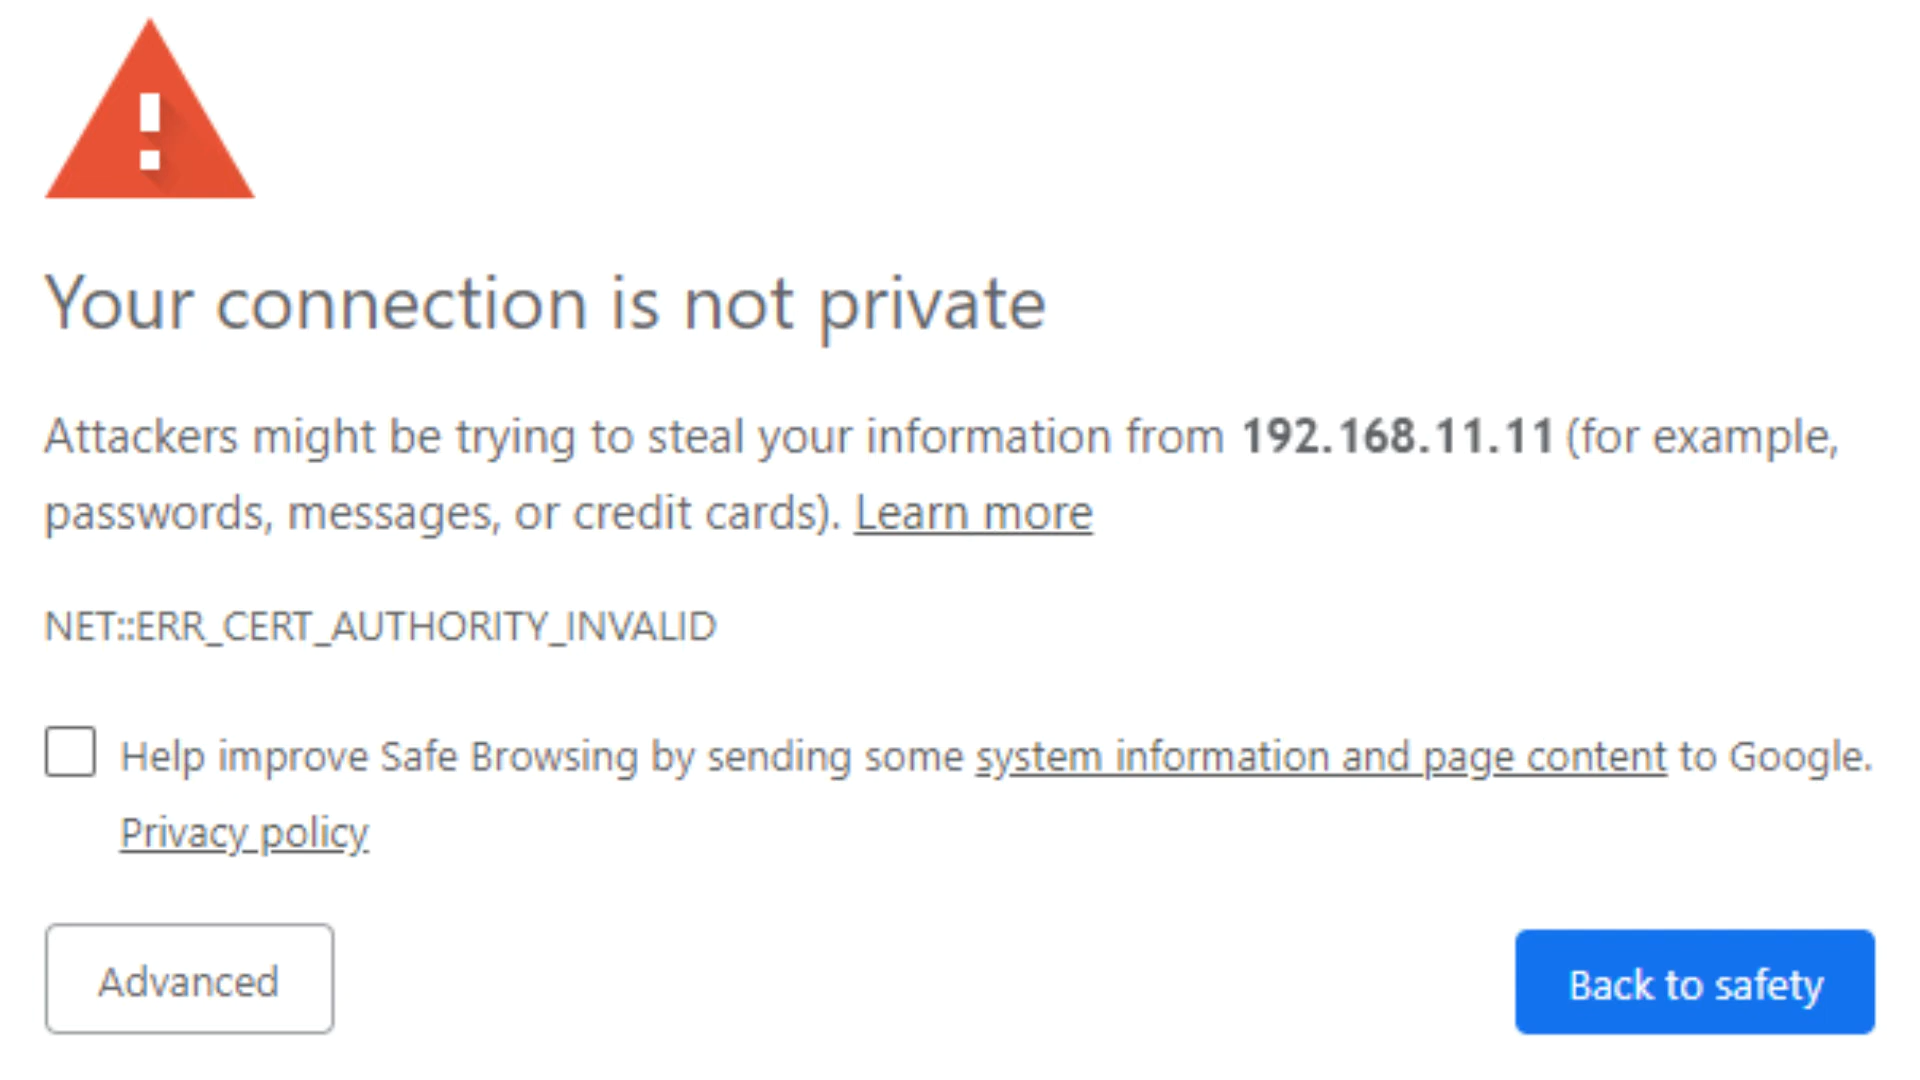 Your connection is not private
Attackers might be trying to steal your information from 192.168.11.11 (for example,
passwords, messages, or credit cards). Learn more
NET::ERR_CERT_AUTHORITY_INVALID
Help improve Safe Browsing by sending some system information and page content to Google.
Privacy policy
Advanced
Back to safety